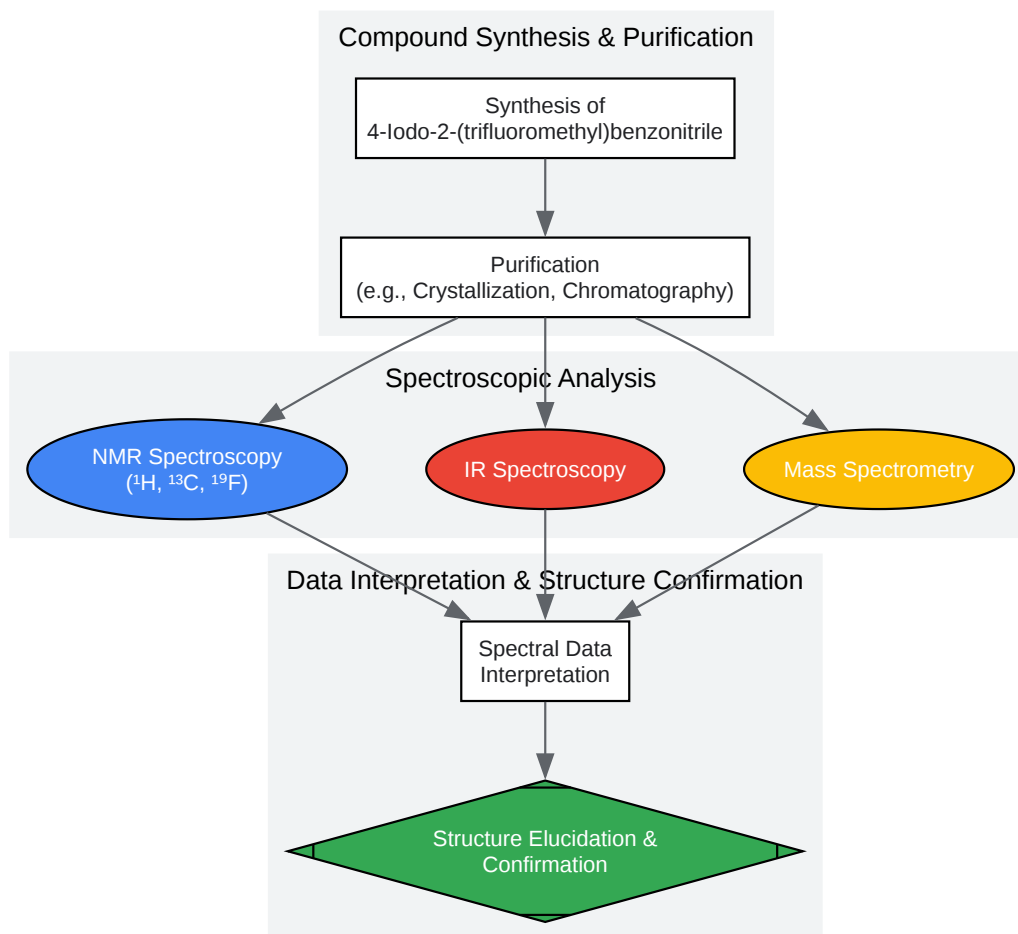 Compound Synthesis & Purification
Synthesis of
4-Iodo-2-(trifluoromethyl)benzonitrile
Purification
(e.g., Crystallization, Chromatography)
Spectroscopic Analysis
NMR Spectroscopy
(¹H, ¹³C, ¹⁹F)
IR Spectroscopy
Mass Spectrometry
Data Interpretation & Structure Confirmation
Spectral Data
Interpretation
Structure Elucidation &
Confirmation